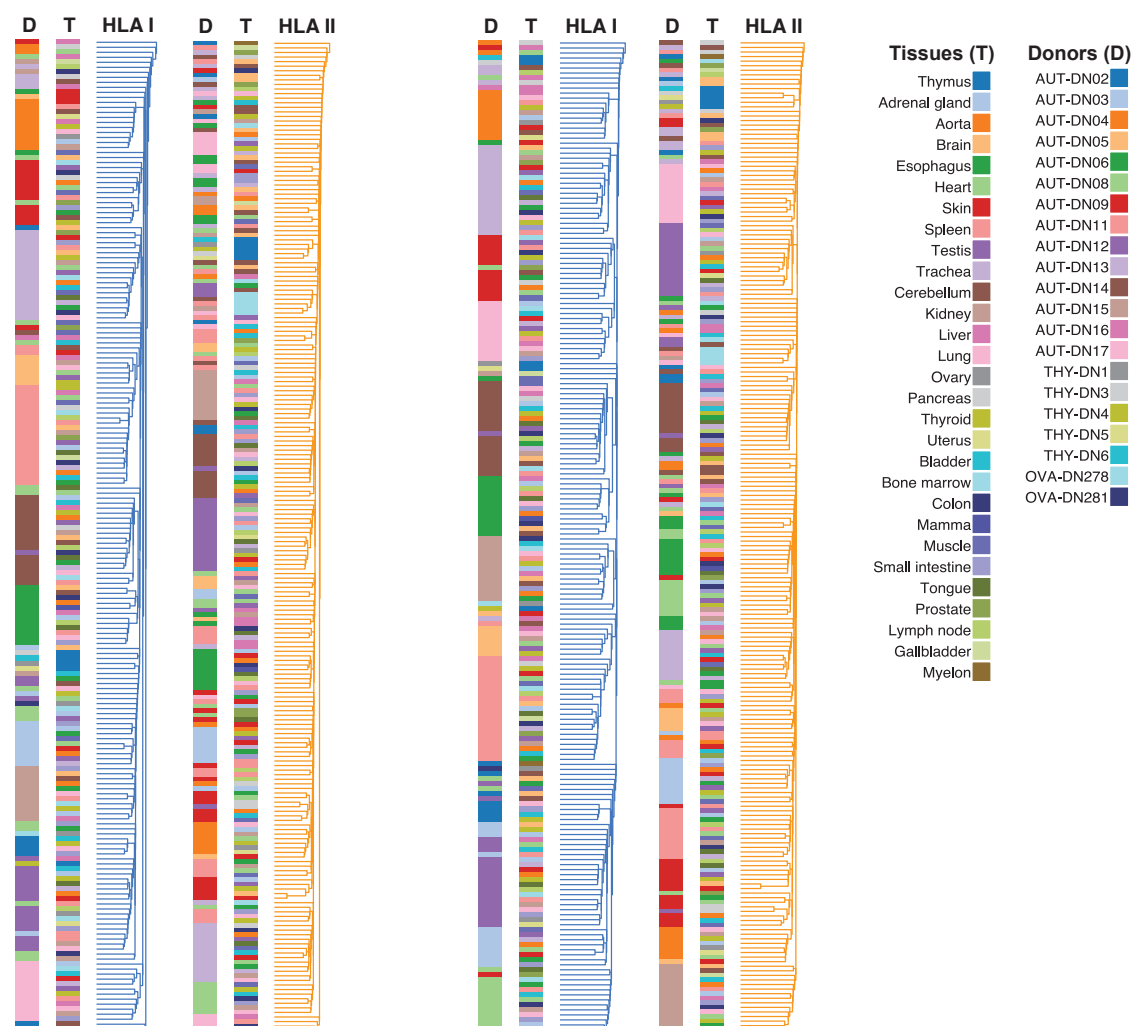 D T HLA I D T HLA II D T HLA I D T HLA II
Tissues (T)
Thymus
Adrenal gland
Aorta
Brain
Esophagus
Heart
Skin
Spleen
Testis
Trachea
Cerebellum
Kidney
Liver
Lung
Ovary
Pancreas
Thyroid
Uterus
Bladder
Bone marrow
Colon
Mamma
Muscle
Small intestine
Tongue
Prostate
Lymph node
Gallbladder
Myelon
Donors (D)
AUT-DN02
AUT-DN03
AUT-DN04
AUT-DN05
AUT-DN06
AUT-DN08
AUT-DN09
AUT-DN11
AUT-DN12
AUT-DN13
AUT-DN14
AUT-DN15
AUT-DN16
AUT-DN17
THY-DN1
THY-DN3
THY-DN4
THY-DN5
THY-DN6
OVA-DN278
OVA-DN281